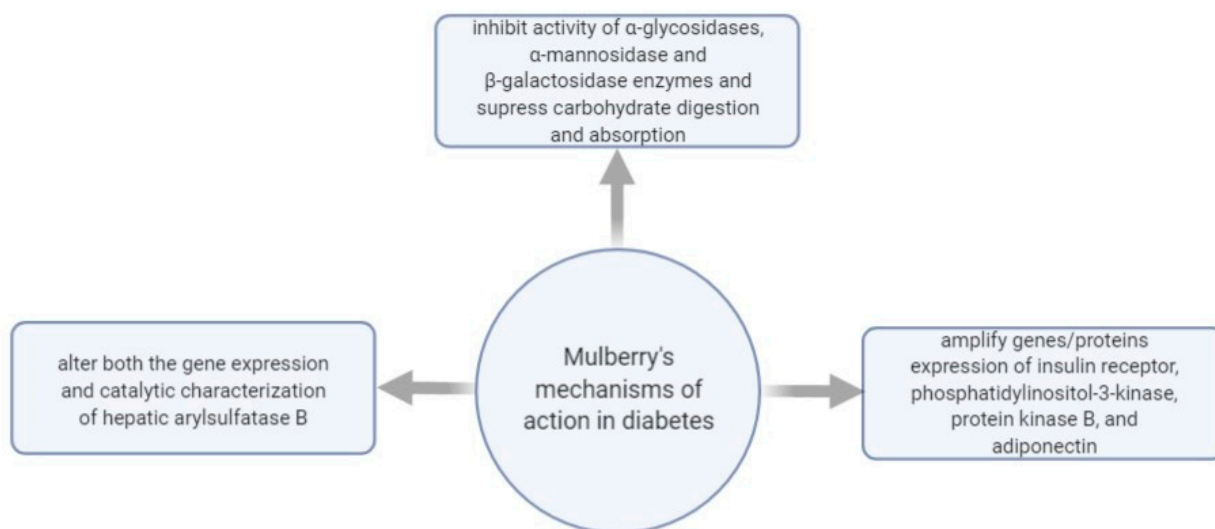 inhibit activity of α-glycosidases,
α-mannosidase and
β-galactosidase enzymes and
supress carbohydrate digestion
and absorption
alter both the gene expression
and catalytic characterization
of hepatic arylsulfatase B
Mulberry's
mechanisms of
action in diabetes
amplify genes/proteins
expression of insulin receptor,
phosphatidylinositol-3-kinase,
protein kinase B, and
adiponectin